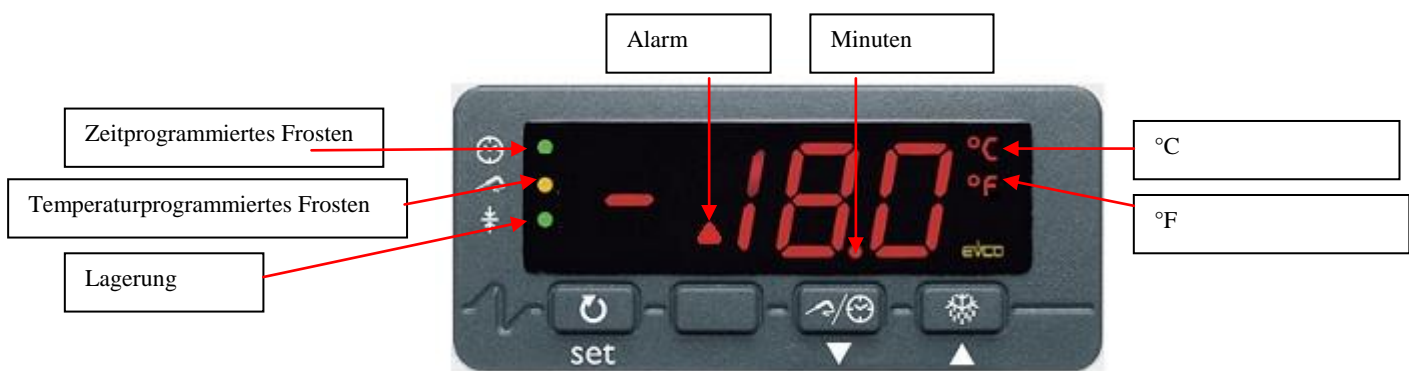 Alarm
Minuten
Zeitprogrammiertes Frosten
°C
Temperaturprogrammiertes Frosten
°F
Lagerung
- 18.0
°C
°F
EVCO
set